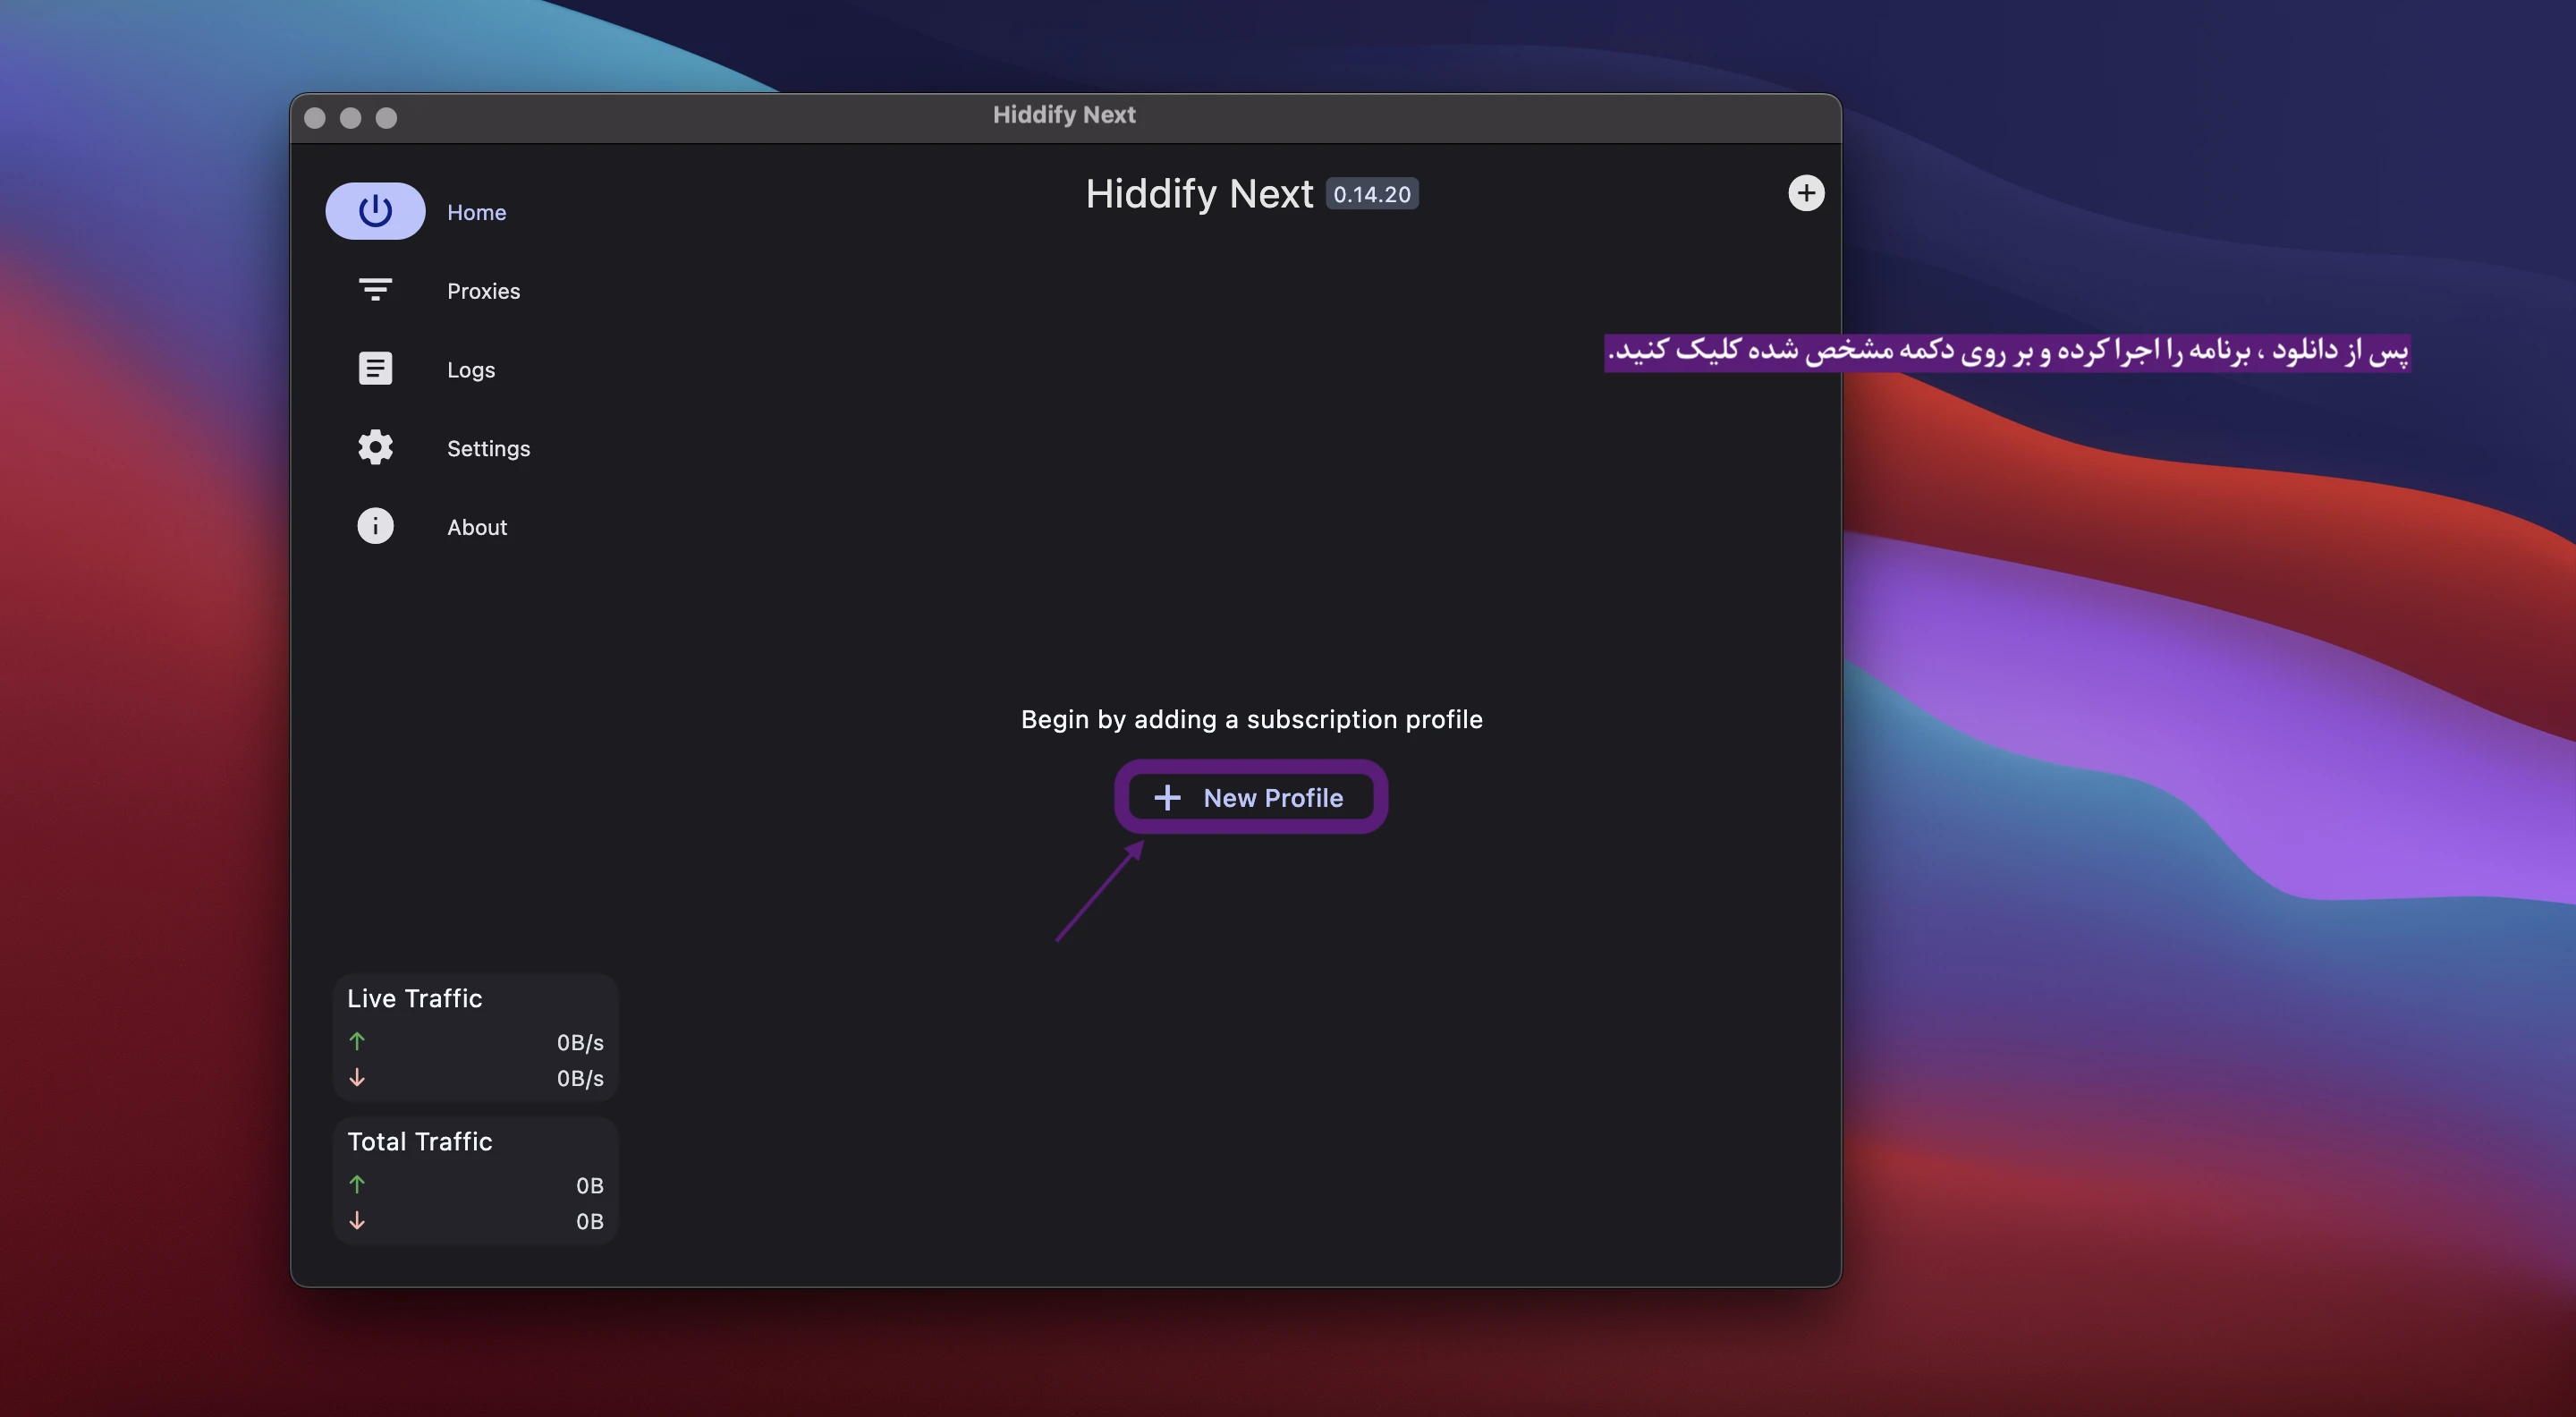 Hiddify Next
Hiddify Next 0.14.20
Home
Proxies
Logs
Settings
About
پس از دانلود ، برنامه را اجرا کرده و بر روی دکمه مشخص شده کلیک کنید.
Begin by adding a subscription profile
+ New Profile
Live Traffic
↑ 0B/s
↓ 0B/s
Total Traffic
↑ 0B
↓ 0B